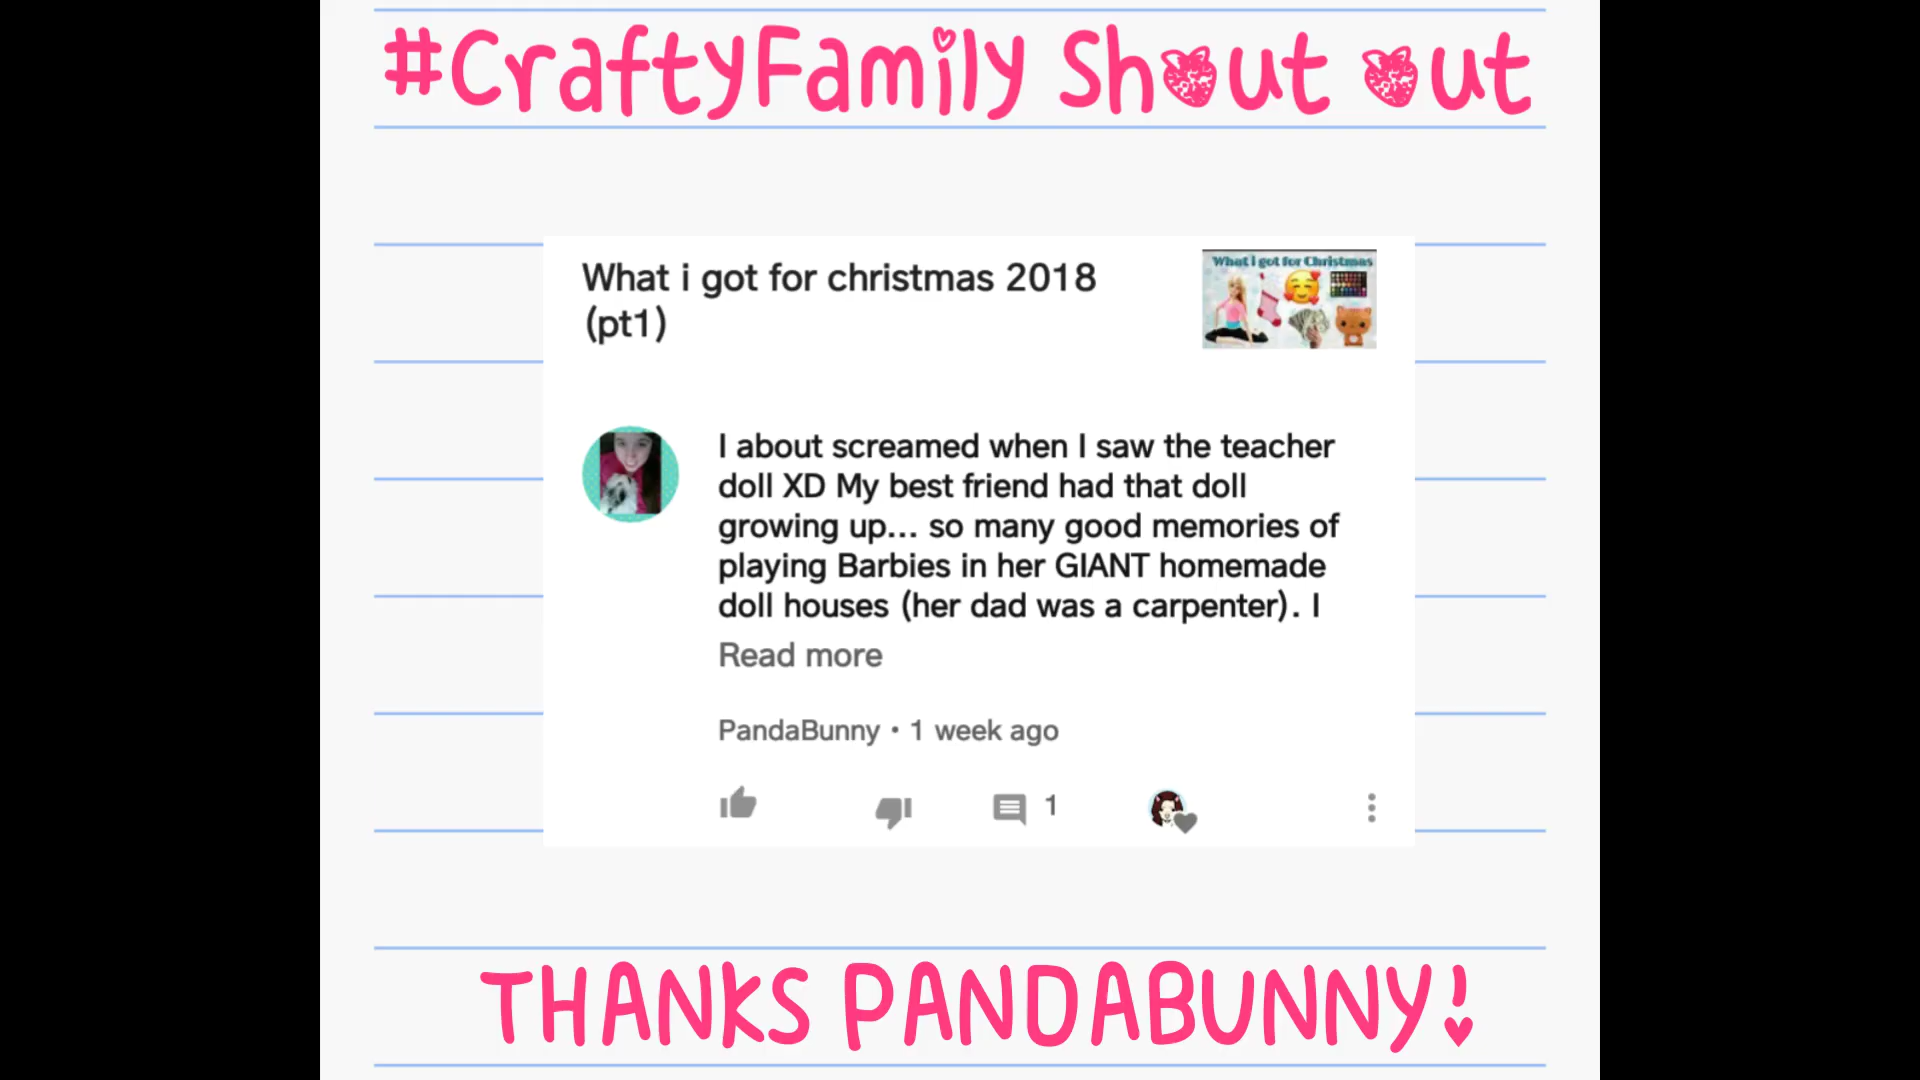 #CraftyFamily Shout out
What i got for christmas 2018
(pt1)
What i got for Christmas
I about screamed when I saw the teacher
doll XD My best friend had that doll
growing up... so many good memories of
playing Barbies in her GIANT homemade
doll houses (her dad was a carpenter). I
Read more
PandaBunny • 1 week ago
1
THANKS PANDABUNNY!